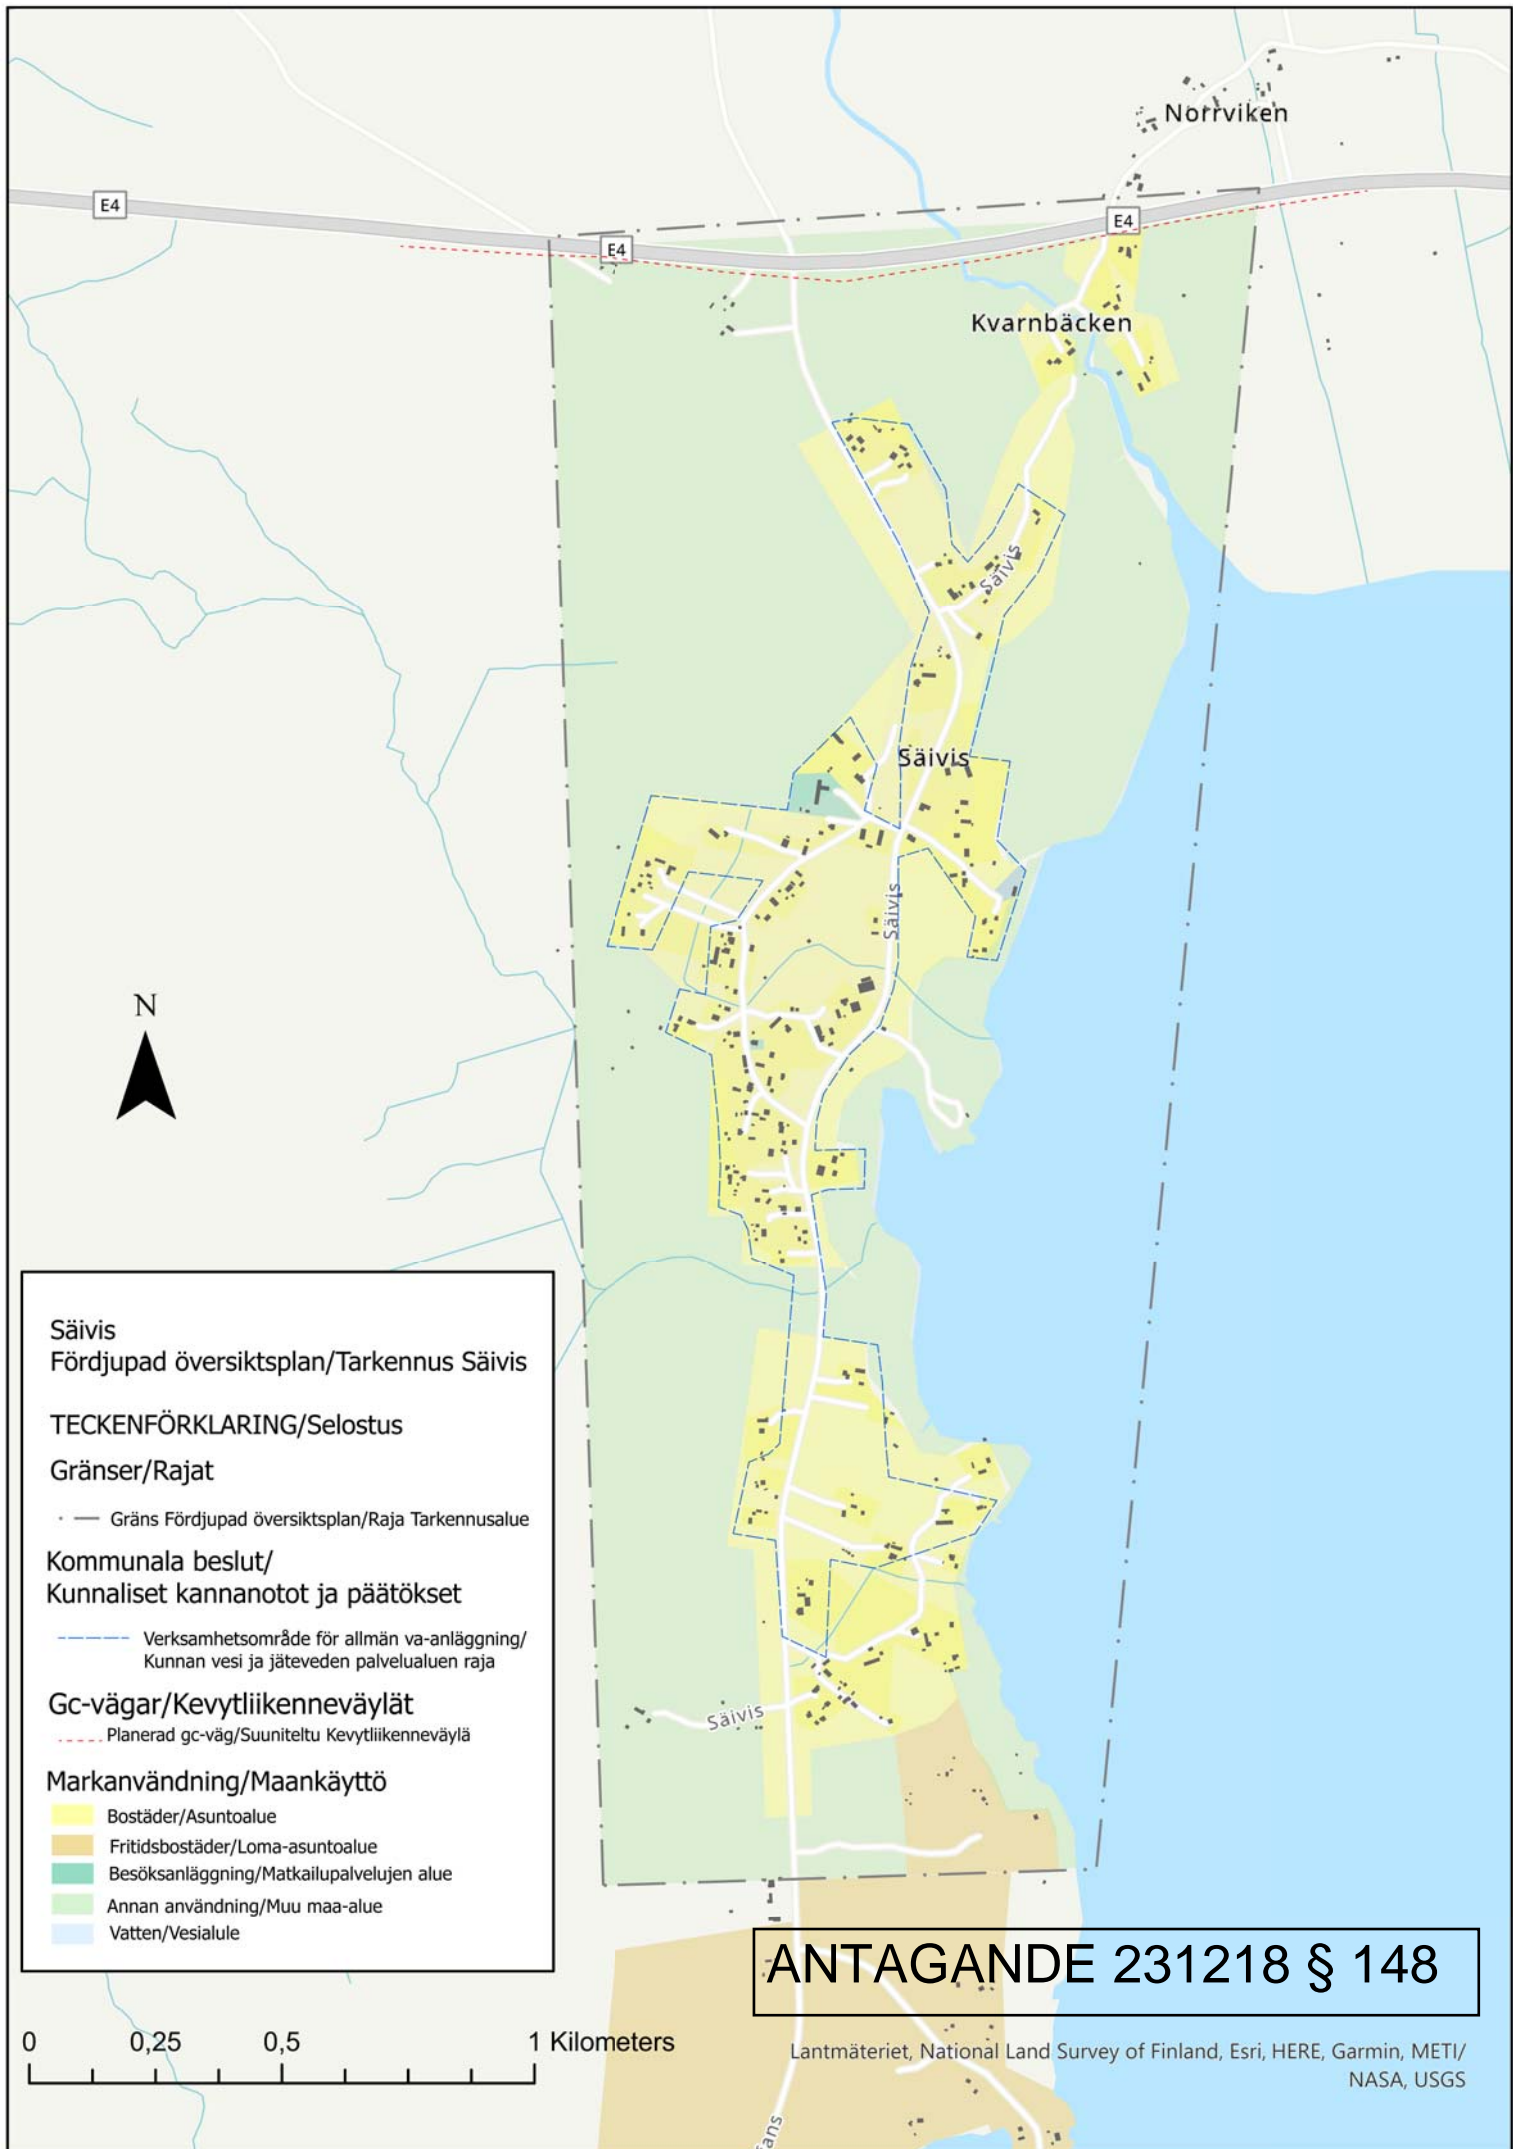 Norrviken
E4
E4
E4
Kvarnbäcken
Säivis
Säivis
Säivis
N
Säivis
Fördjupad översiktsplan/Tarkennus Säivis
TECKENFÖRKLARING/Selostus
Gränser/Rajat
Gräns Fördjupad översiktsplan/Raja Tarkennusalue
Kommunala beslut/
Kunnaliset kannanotot ja päätökset
Verksamhetsområde för allmän va-anläggning/
Kunnan vesi ja jäteveden palvelualuen raja
Gc-vägar/Kevytliikenneväylät
Planerad gc-väg/Suuniteltu Kevytliikenneväylä
Markanvändning/Maankäyttö
Bostäder/Asuntoalue
Fritidsbostäder/Loma-asuntoalue
Besöksanläggning/Matkailupalvelujen alue
Annan användning/Muu maa-alue
Vatten/Vesialule
Säivis
ANTAGANDE 231218 § 148
0 0,25 0,5 1 Kilometers
Lantmäteriet, National Land Survey of Finland, Esri, HERE, Garmin, METI/
NASA, USGS